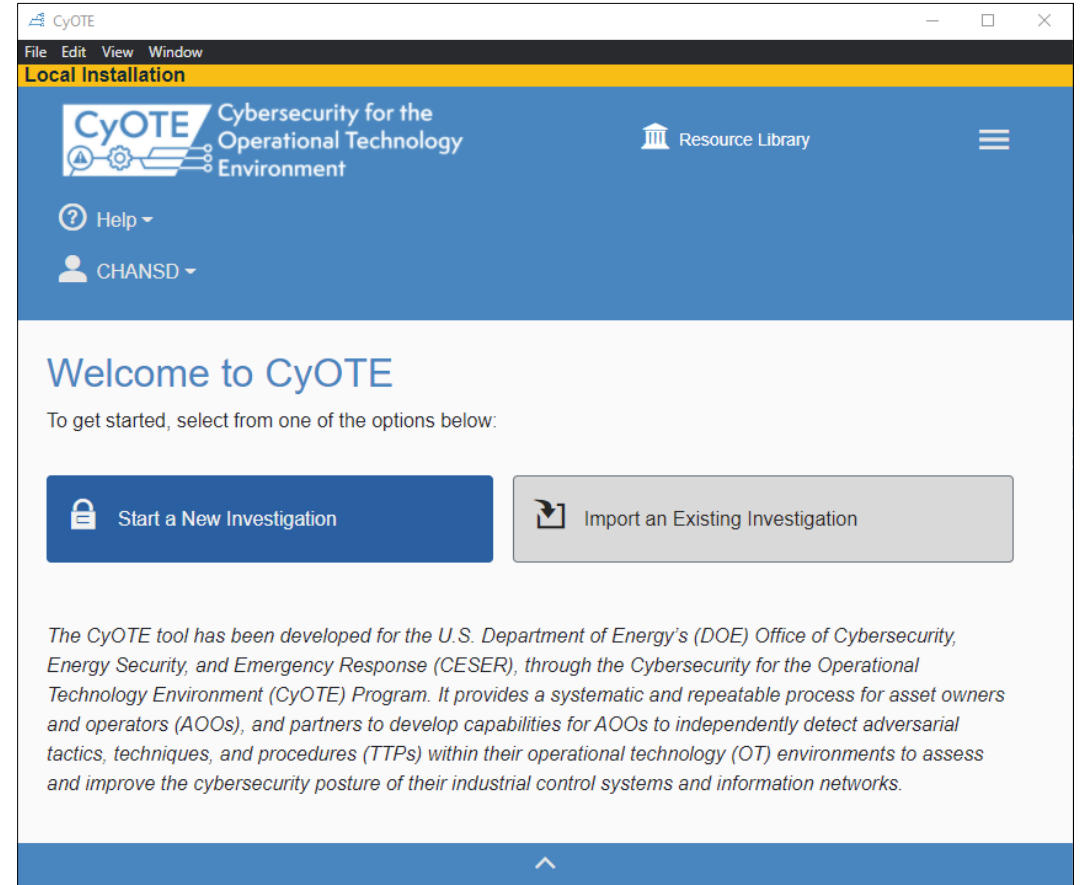 CyOTE
File Edit View Window
Local Installation
CyOTE
Cybersecurity for the
Operational Technology
Environment
Resource Library
Help
CHANSD
Welcome to CyOTE
To get started, select from one of the options below:
Start a New Investigation
Import an Existing Investigation
The CyOTE tool has been developed for the U.S. Department of Energy's (DOE) Office of Cybersecurity,
Energy Security, and Emergency Response (CESER), through the Cybersecurity for the Operational
Technology Environment (CyOTE) Program. It provides a systematic and repeatable process for asset owners
and operators (AOOs), and partners to develop capabilities for AOOs to independently detect adversarial
tactics, techniques, and procedures (TTPs) within their operational technology (OT) environments to assess
and improve the cybersecurity posture of their industrial control systems and information networks.